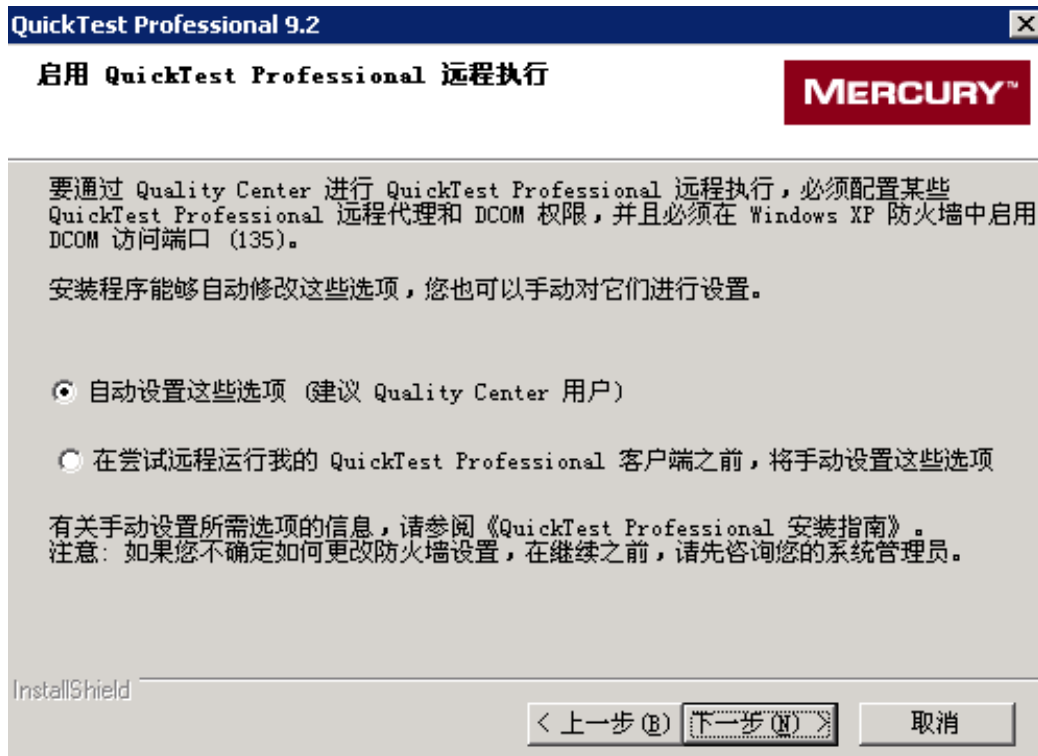 QuickTest Professional 9.2
启用 QuickTest Professional 远程执行
MERCURY™
要通过 Quality Center 进行 QuickTest Professional 远程执行，必须配置某些
QuickTest Professional 远程代理和 DCOM 权限，并且必须在 Windows XP 防火墙中启用
DCOM 访问端口 (135)。
安装程序能够自动修改这些选项，您也可以手动对它们进行设置。
自动设置这些选项 (建议 Quality Center 用户)
在尝试远程运行我的 QuickTest Professional 客户端之前，将手动设置这些选项
有关手动设置所需选项的信息，请参阅《QuickTest Professional 安装指南》。
注意: 如果您不确定如何更改防火墙设置，在继续之前，请先咨询您的系统管理员。
InstallShield
< 上一步(B) 下一步(N) > 取消